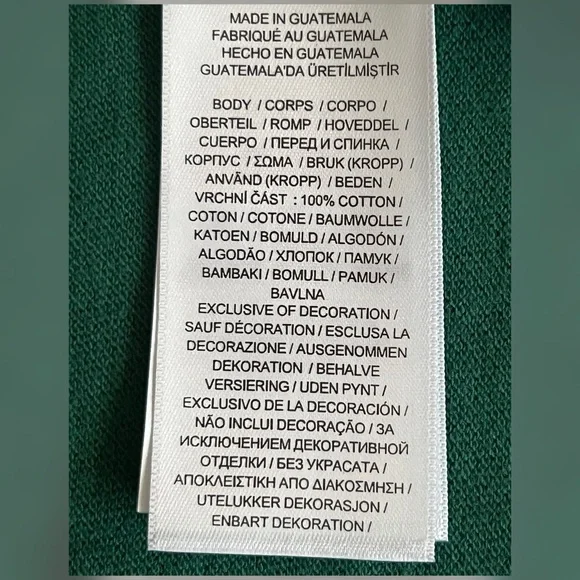 MADE IN GUATEMALA
FABRIQUÉ AU GUATEMALA
HECHO EN GUATEMALA
GUATEMALA'DA ÜRETİLMİŞTİR
BODY / CORPS / CORPO /
OBERTEIL / ROMP / HOVEDDEL /
CUERPO / ПЕРЕД И СПИНКА /
КОРПУС / ΣΩΜΑ / BRUK (KROPP) /
ANVÄND (KROPP) / BEDEN /
VRCHNÍ ČÁST : 100% COTTON /
COTON / COTONE / BAUMWOLLE /
KATOEN / BOMULD / ALGODÓN /
ALGODÃO / ХЛОПОК / ПАМУК /
BAMBAKI / BOMULL / PAMUK /
BAVLNA
EXCLUSIVE OF DECORATION /
SAUF DÉCORATION / ESCLUSA LA
DECORAZIONE / AUSGENOMMEN
DEKORATION / BEHALVE
VERSIERING / UDEN PYNT /
EXCLUSIVO DE LA DECORACIÓN /
NÃO INCLUI DECORAÇÃO / ЗА
ИСКЛЮЧЕНИЕМ ДЕКОРАТИВНОЙ
ОТДЕЛКИ / БЕЗ УКРАСАТА /
ΑΠΟΚΛΕΙΣΤΙΚΗ ΑΠΟ ΔΙΑΚΟΣΜΗΣΗ /
UTELUKKER DEKORASJON /
ENBART DEKORATION /